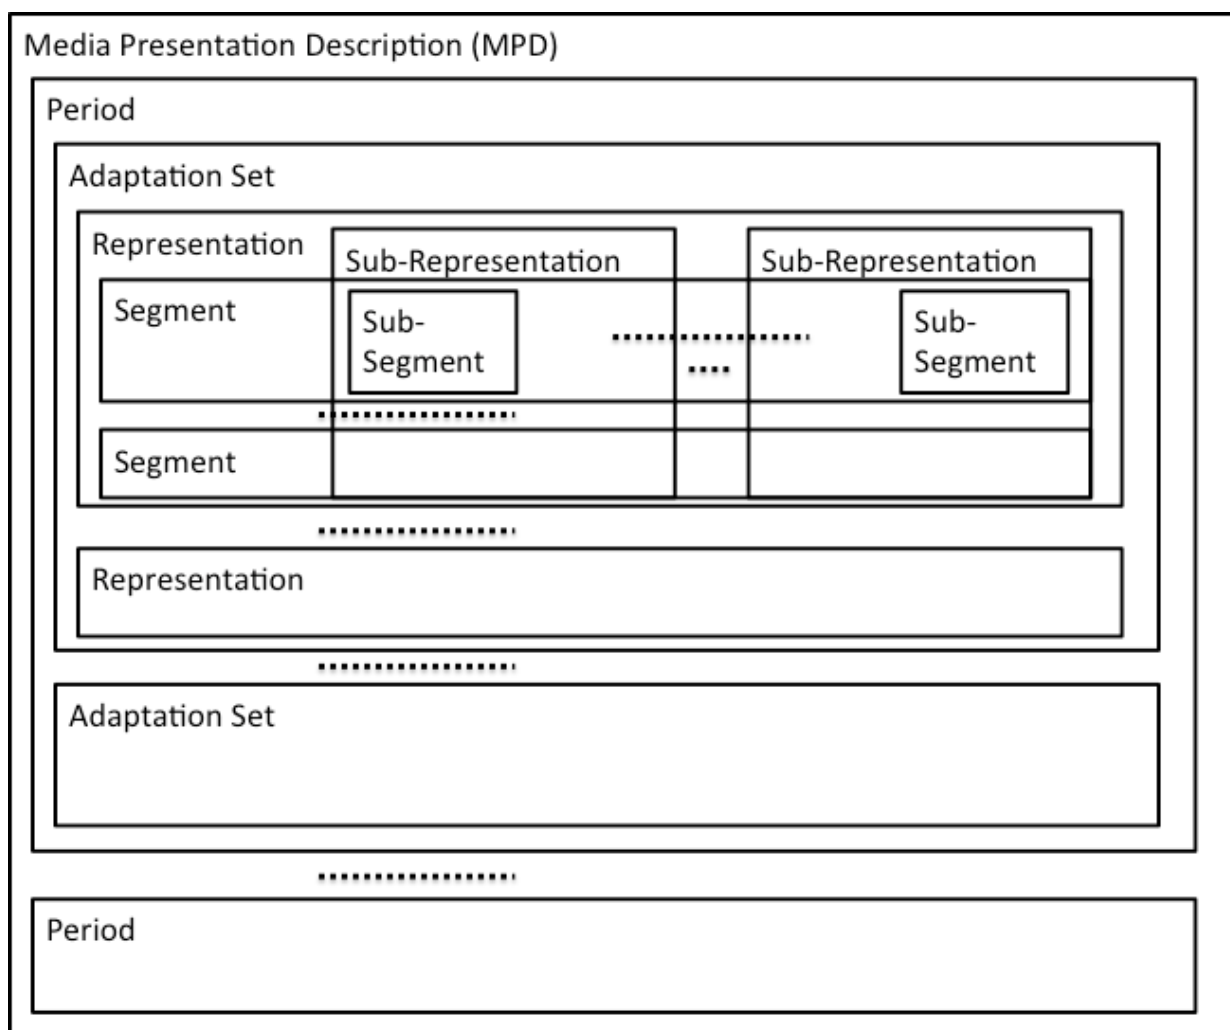 Media Presentation Description (MPD)
Period
Adaptation Set
Representation
Sub-Representation
Sub-Representation
Segment
Sub-
Segment
Sub-
Segment
Segment
Representation
Adaptation Set
Period